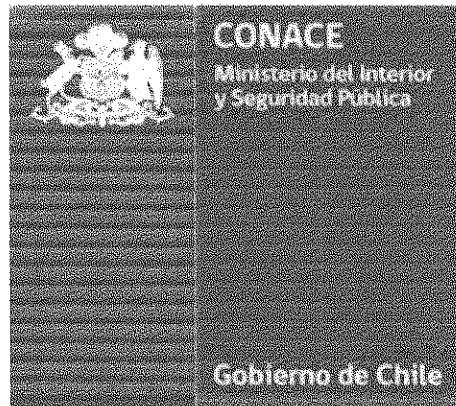 CONACE
Ministerio del Interior
y Seguridad Pública
Gobierno de Chile